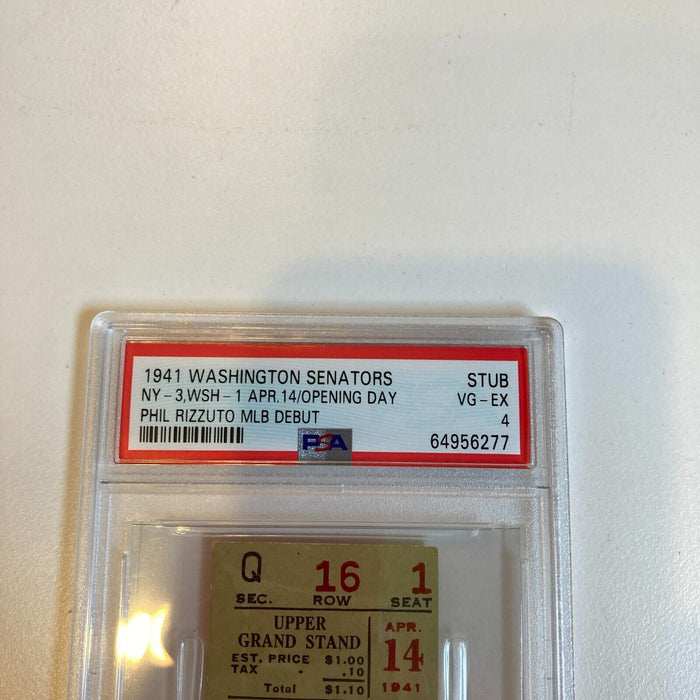 1941 WASHINGTON SENATORS STUB
NY-3,WSH-1 APR.14/OPENING DAY VG-EX
PHIL RIZZUTO MLB DEBUT 4
PSA 64956277
Q 16 1
SEC. ROW SEAT
UPPER APR.
GRAND STAND 14
EST. PRICE $1.00
TAX - .10
Total $1.10 1941